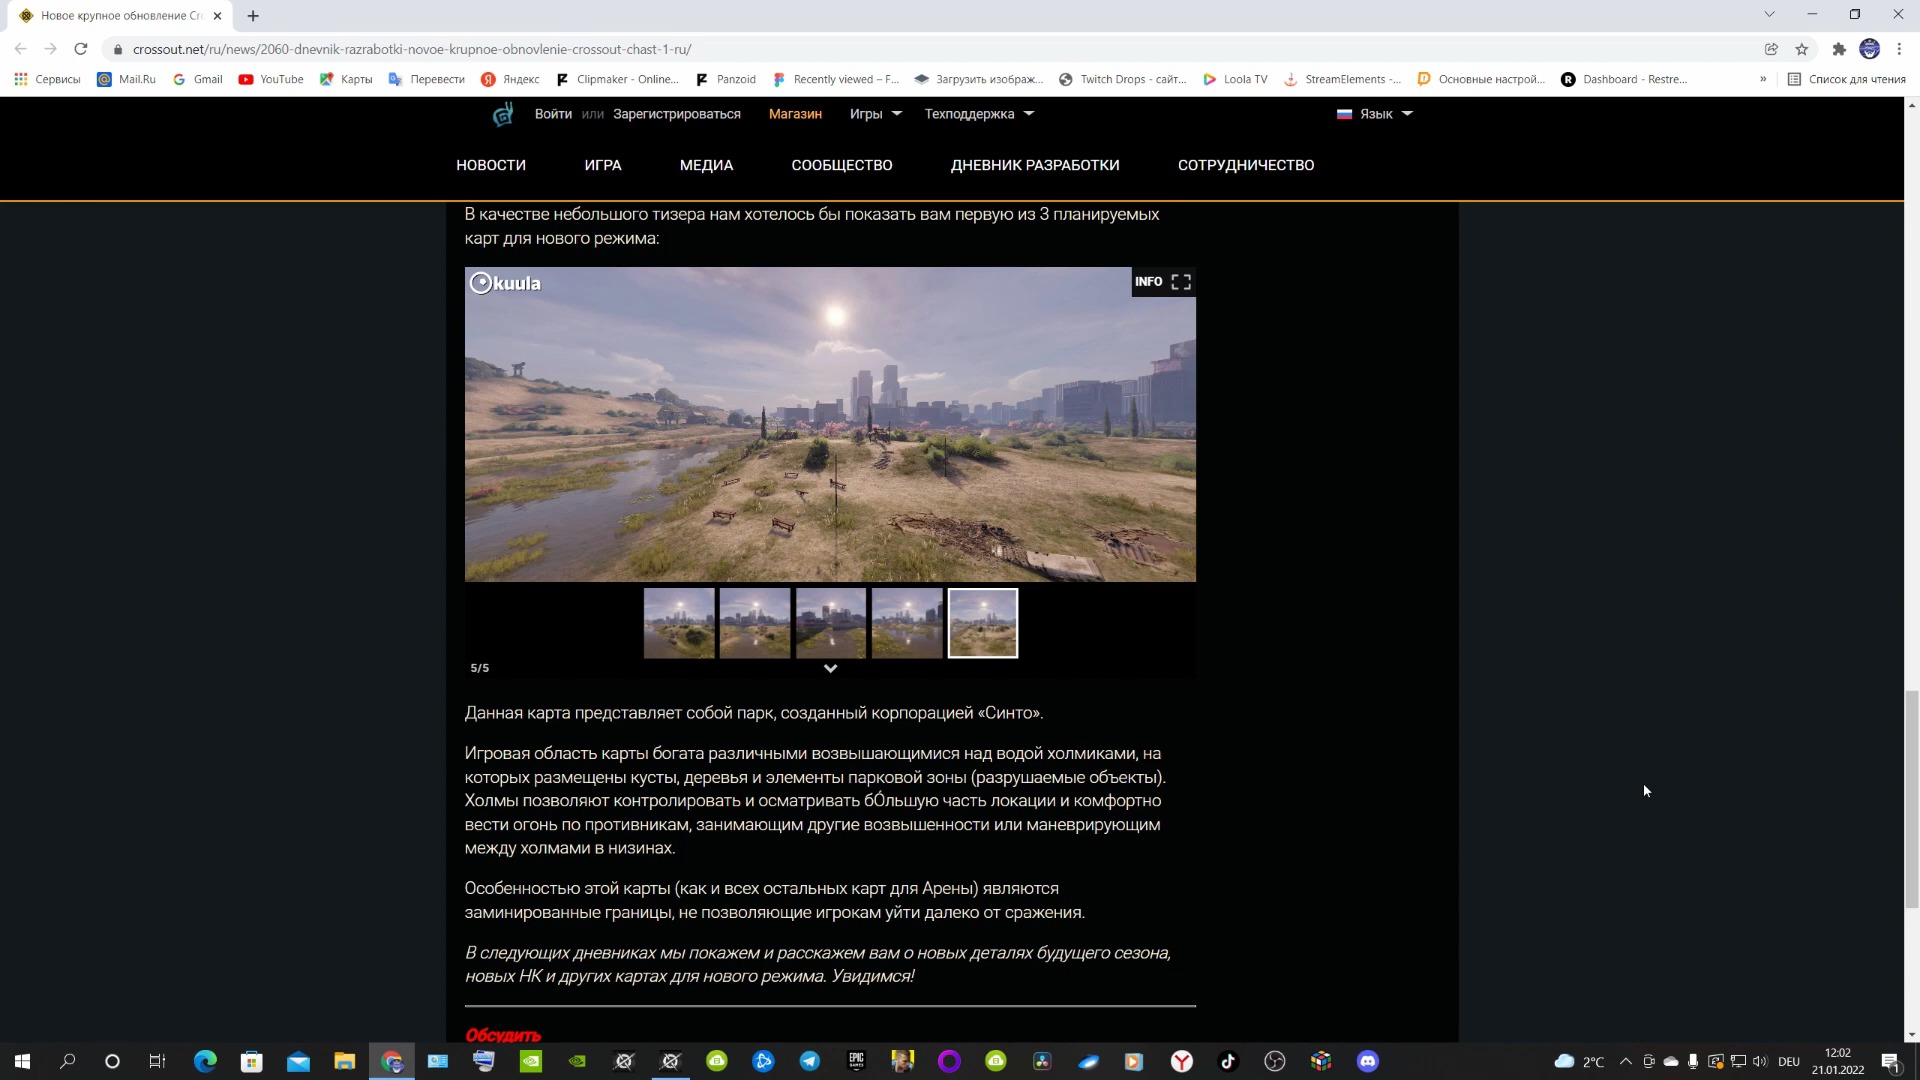 Новое крупное обновление Cro
crossout.net/ru/news/2060-dnevnik-razrabotki-novoe-krupnoe-obnovlenie-crossout-chast-1-ru/
Сервисы Mail.Ru Gmail YouTube Карты Перевести Яндекс Clipmaker - Online... Panzoid Recently viewed – F... Загрузить изображ... Twitch Drops - сайт... Loola TV StreamElements -... Основные настрой... Dashboard - Restre... » Список для чтения
Войти или Зарегистрироваться Магазин Игры Техподдержка Язык
НОВОСТИ ИГРА МЕДИА СООБЩЕСТВО ДНЕВНИК РАЗРАБОТКИ СОТРУДНИЧЕСТВО
В качестве небольшого тизера нам хотелось бы показать вам первую из 3 планируемых
карт для нового режима:
kuula INFO
5/5
Данная карта представляет собой парк, созданный корпорацией «Синто».
Игровая область карты богата различными возвышающимися над водой холмиками, на
которых размещены кусты, деревья и элементы парковой зоны (разрушаемые объекты).
Холмы позволяют контролировать и осматривать бÓльшую часть локации и комфортно
вести огонь по противникам, занимающим другие возвышенности или маневрирующим
между холмами в низинах.
Особенностью этой карты (как и всех остальных карт для Арены) являются
заминированные границы, не позволяющие игрокам уйти далеко от сражения.
В следующих дневниках мы покажем и расскажем вам о новых деталях будущего сезона,
новых НК и других картах для нового режима. Увидимся!
Обсудить
EPIC GAMES
2°C DEU 12:02
21.01.2022
1